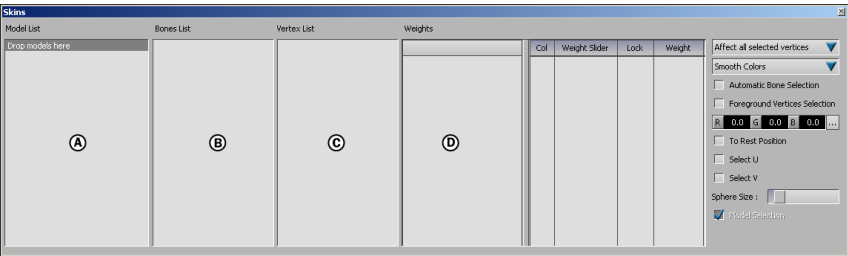 Skins
Model List Bones List Vertex List Weights
Drop models here
Col Weight Slider Lock Weight
A B C D
Affect all selected vertices
Smooth Colors
Automatic Bone Selection
Foreground Vertices Selection
R 0.0 G 0.0 B 0.0 ...
To Rest Position
Select U
Select V
Sphere Size :
Model Selection